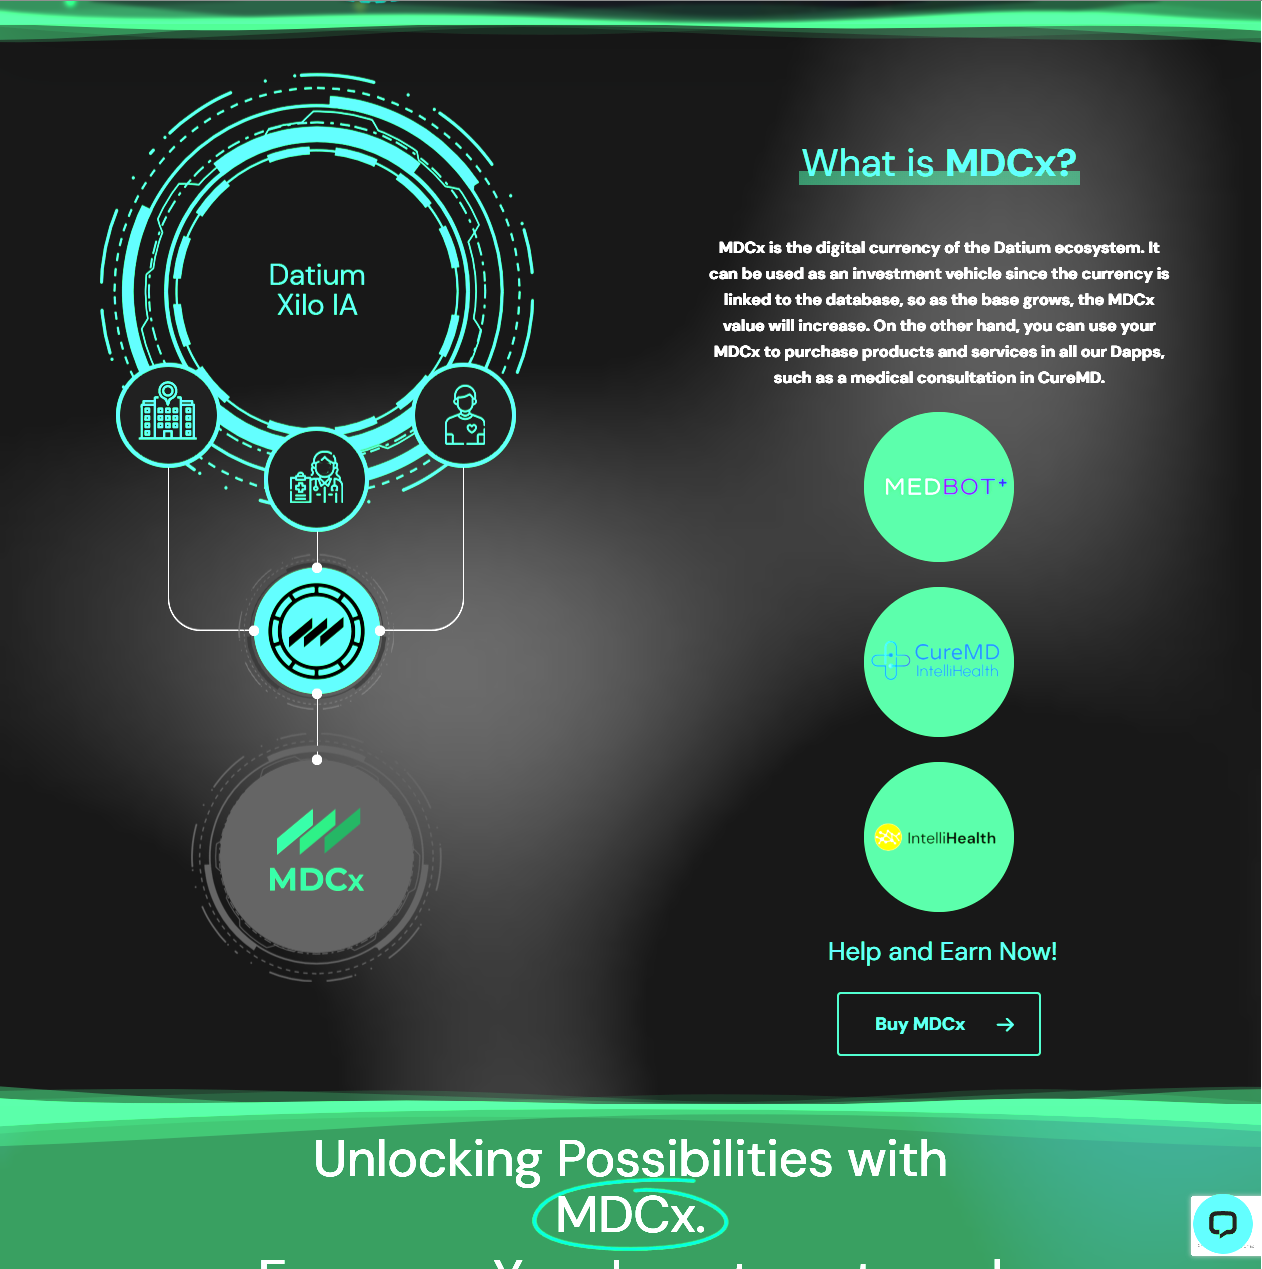 Datium
Xilo IA
MDCx
What is MDCx?
MDCx is the digital currency of the Datium ecosystem. It
can be used as an investment vehicle since the currency is
linked to the database, so as the base grows, the MDCx
value will increase. On the other hand, you can use your
MDCx to purchase products and services in all our Dapps,
such as a medical consultation in CureMD.
MEDBOT+
CureMD
IntelliHealth
IntelliHealth
Help and Earn Now!
Buy MDCx
Unlocking Possibilities with
MDCx.